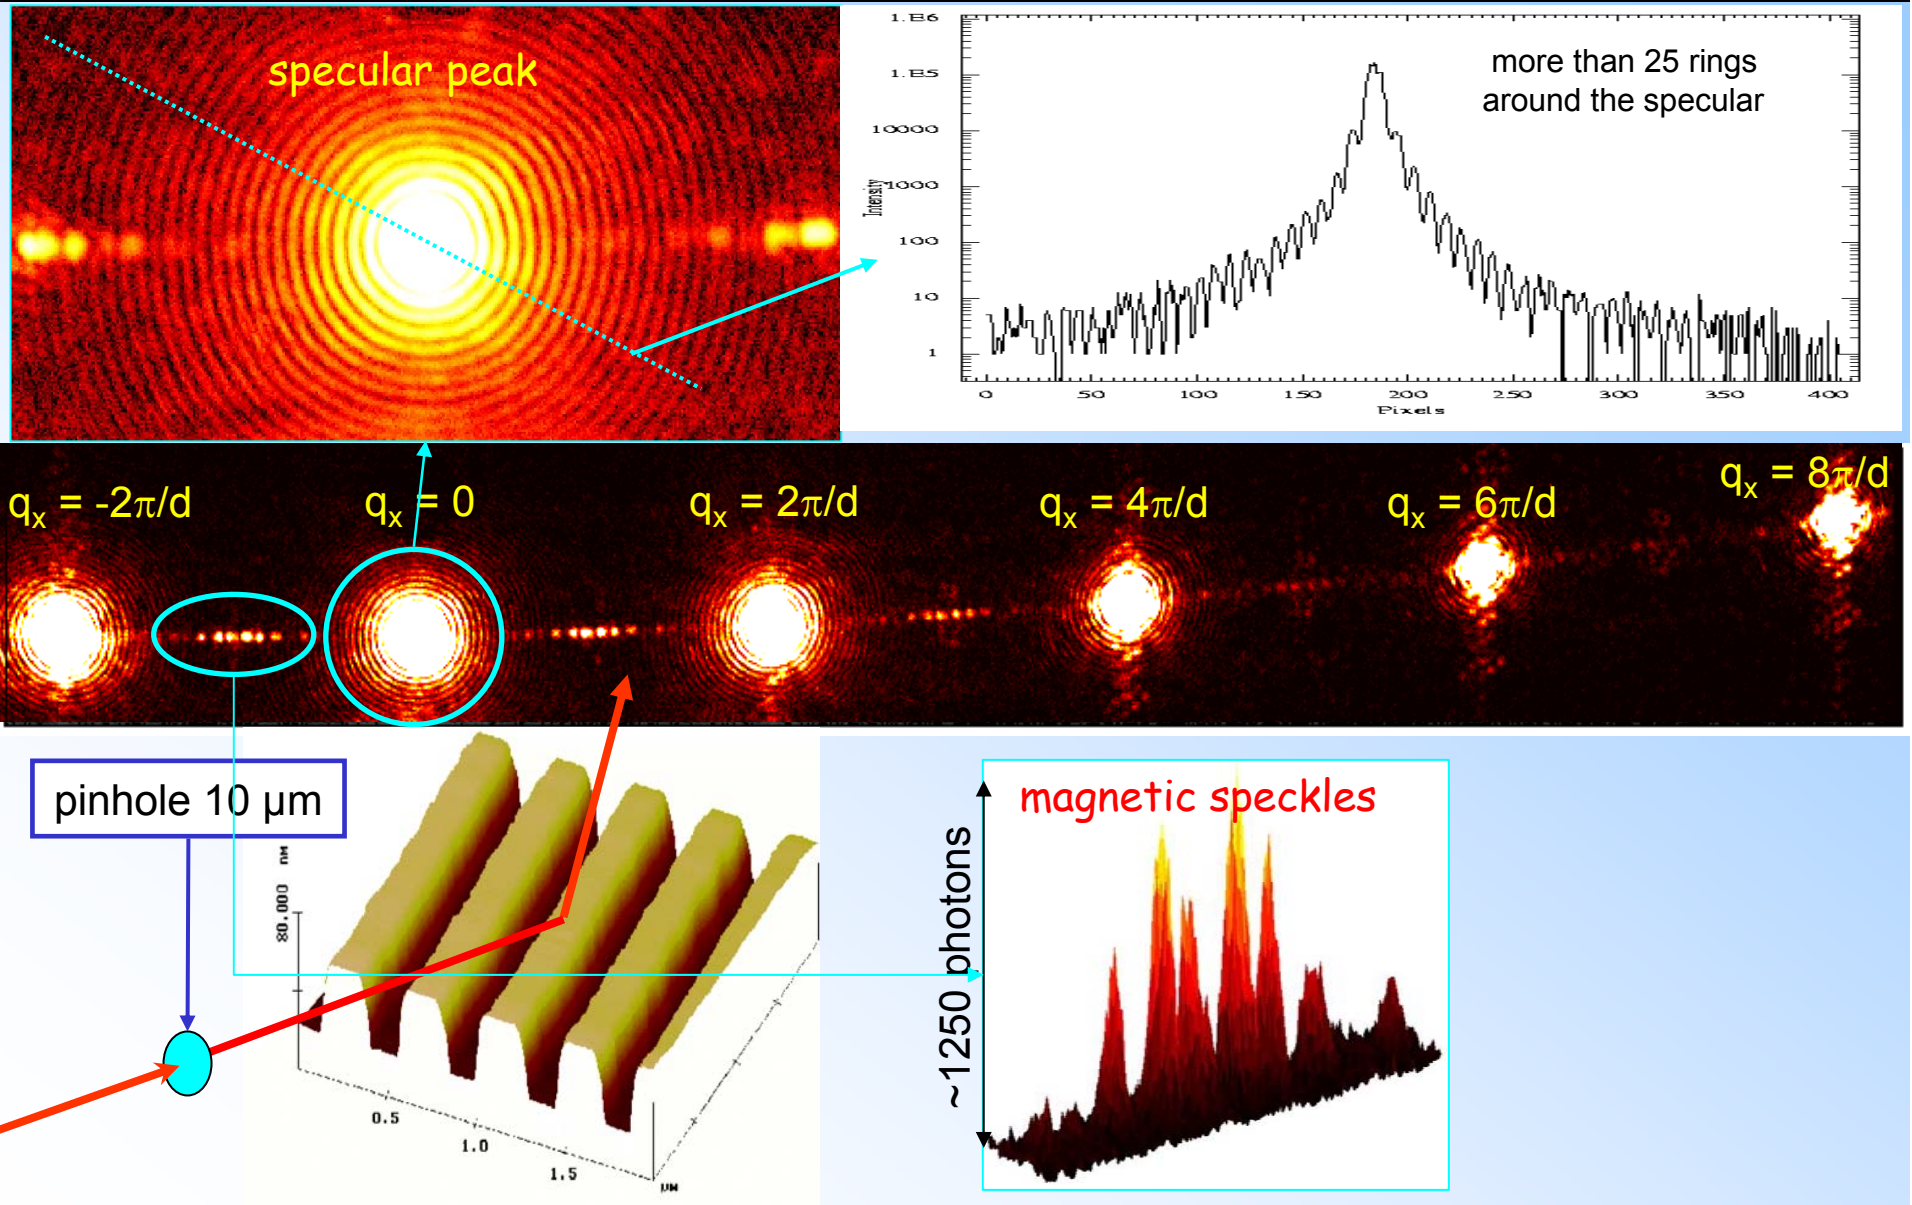 specular peak
1.E6
1.E5
10000
1000
100
10
1
Intensity
more than 25 rings
around the specular
0 50 100 150 200 250 300 350 400
Pixels
qx = -2π/d
qx = 0
qx = 2π/d
qx = 4π/d
qx = 6π/d
qx = 8π/d
pinhole 10 µm
80.000 nM
0.5
1.0
1.5
µM
~1250 photons
magnetic speckles